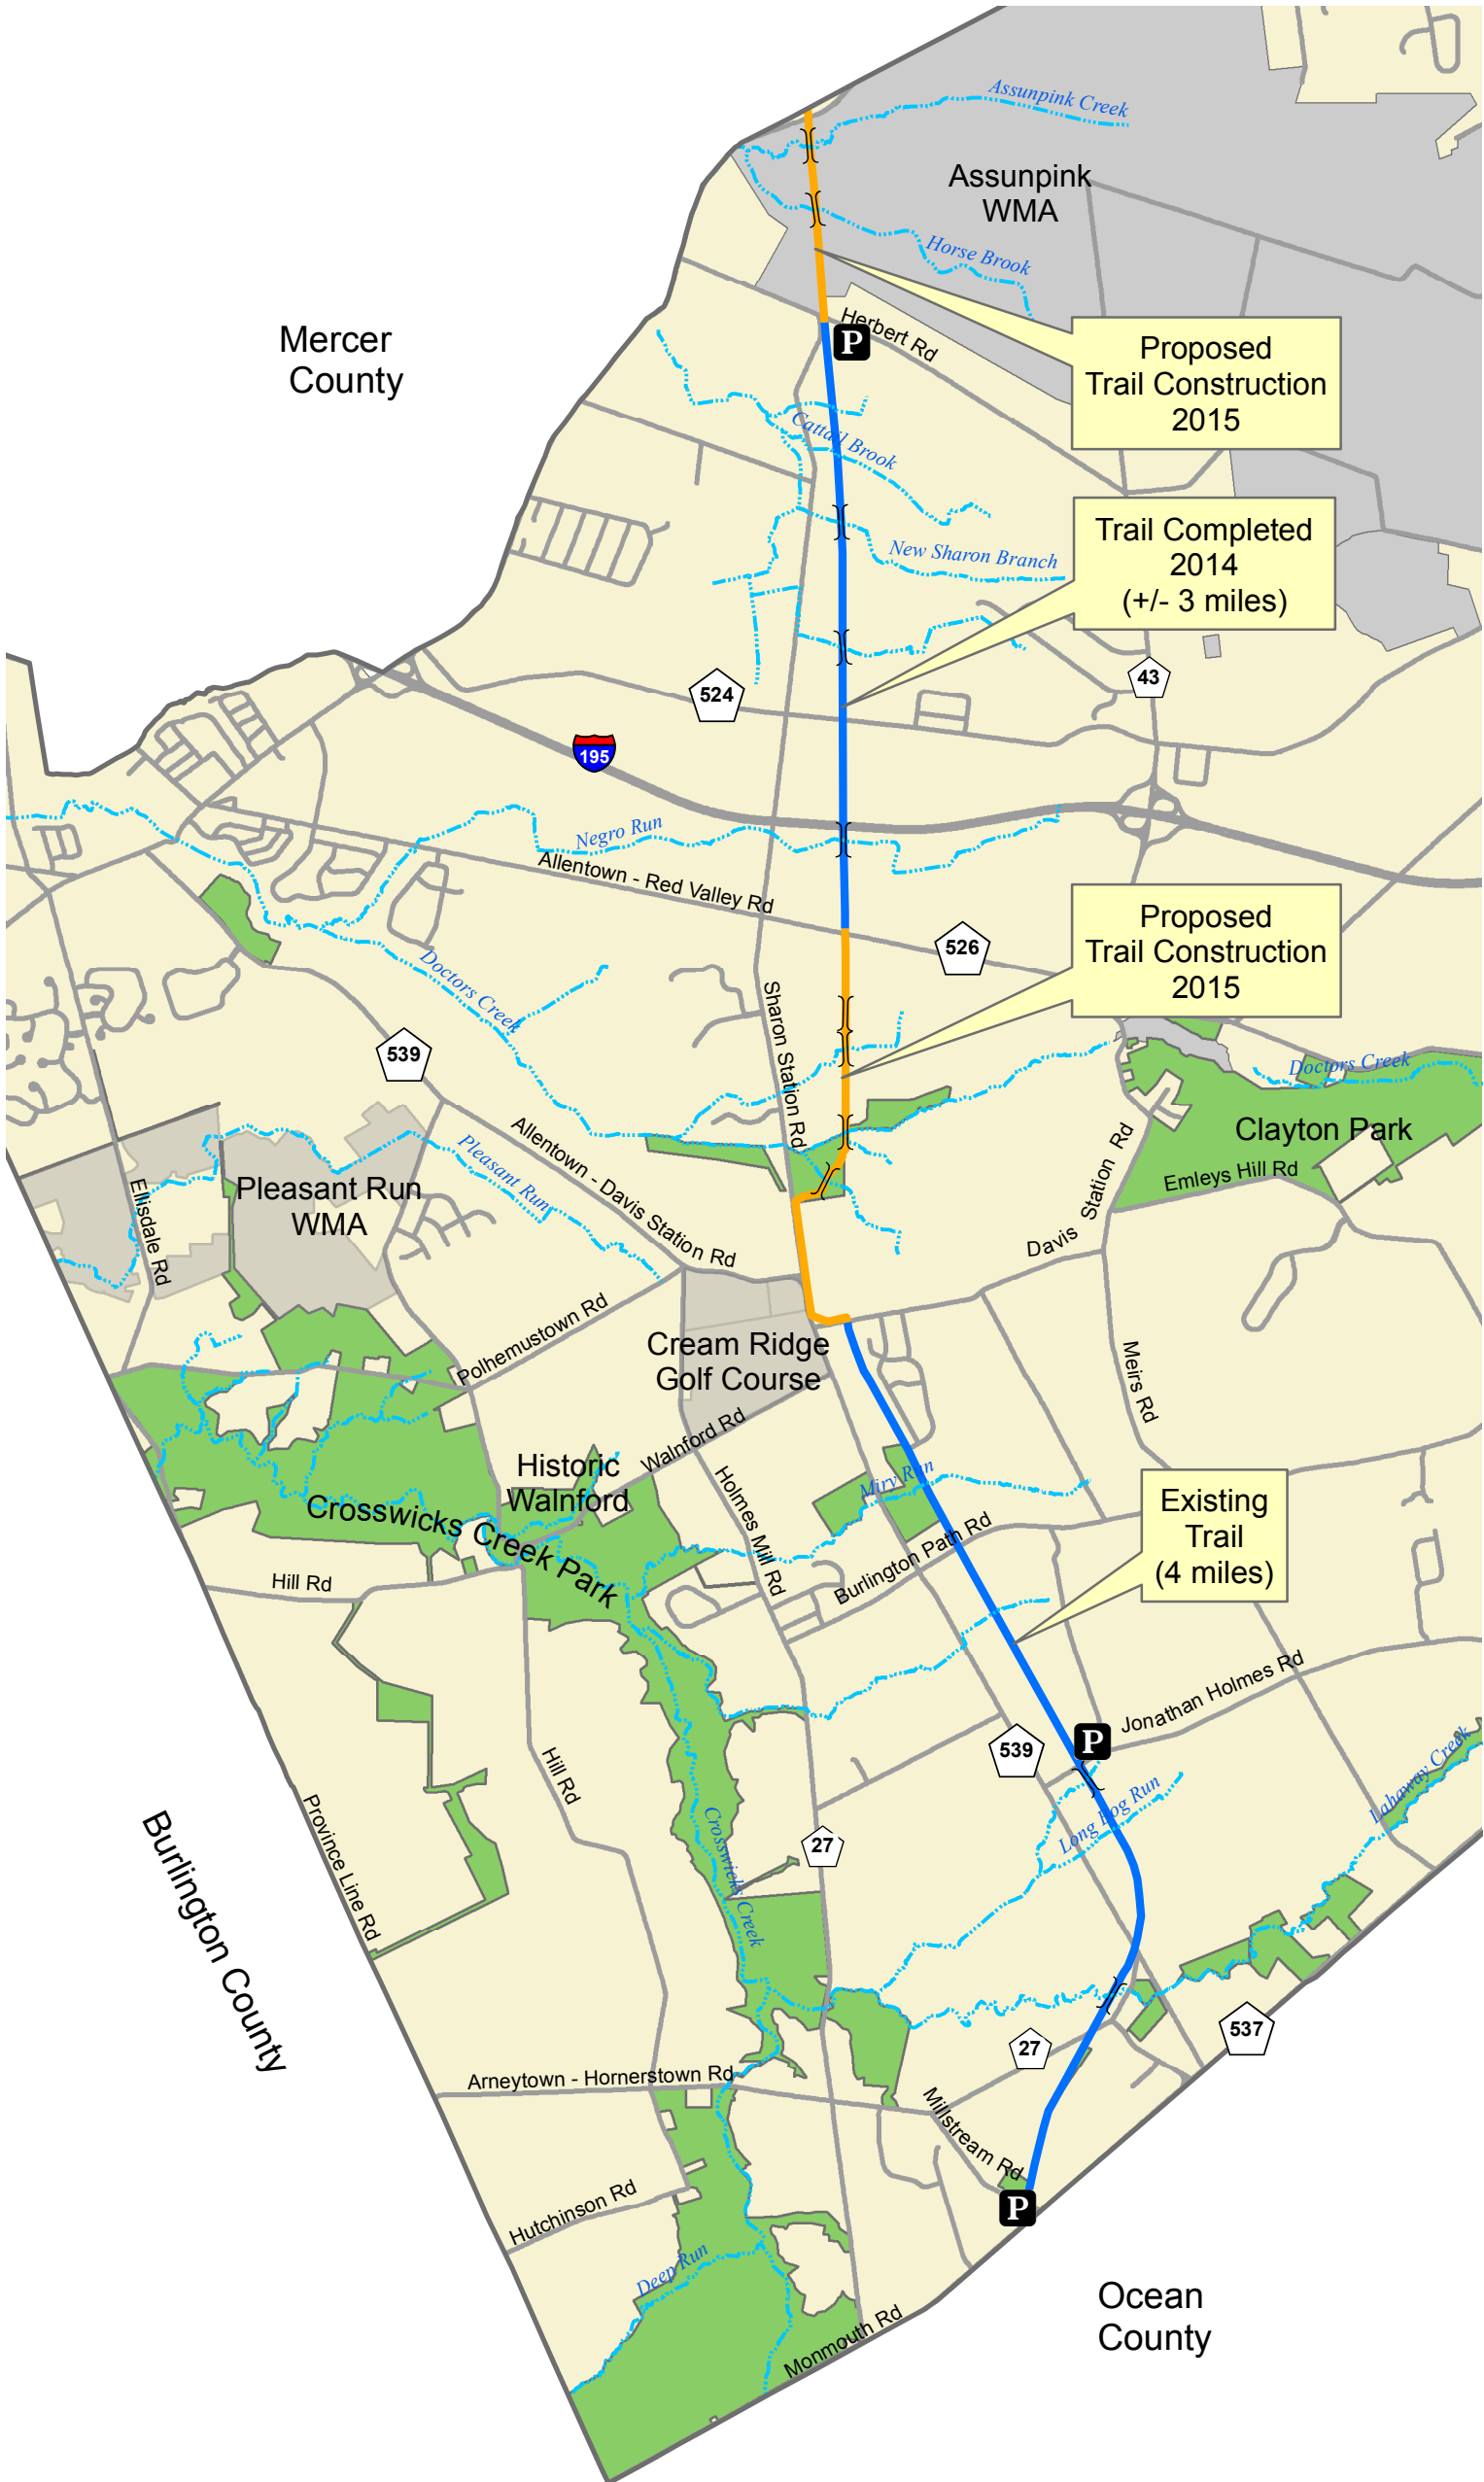 Assunpink Creek
Assunpink
WMA
Horse Brook
Mercer
County
Herbert Rd
P
Proposed
Trail Construction
2015
Cattail Brook
New Sharon Branch
Trail Completed
2014
(+/- 3 miles)
524
43
195
Negro Run
Allentown - Red Valley Rd
526
Proposed
Trail Construction
2015
Doctors Creek
Sharon Station Rd
539
Doctors Creek
Clayton Park
Emleys Hill Rd
Allentown - Davis Station Rd
Pleasant Run
Pleasant Run
WMA
Ellisdale Rd
Davis Station Rd
Polhemustown Rd
Cream Ridge
Golf Course
Meirs Rd
Walnford Rd
Historic
Walnford
Holmes Mill Rd
Miry Run
Crosswicks Creek Park
Burlington Path Rd
Existing
Trail
(4 miles)
Hill Rd
Jonathan Holmes Rd
P
539
Hill Rd
Long Bog Run
Lahaway Creek
Province Line Rd
Crosswicks Creek
27
Burlington County
537
27
Arneytown - Hornerstown Rd
Millstream Rd
P
Hutchinson Rd
Deep Run
Ocean
County
Monmouth Rd